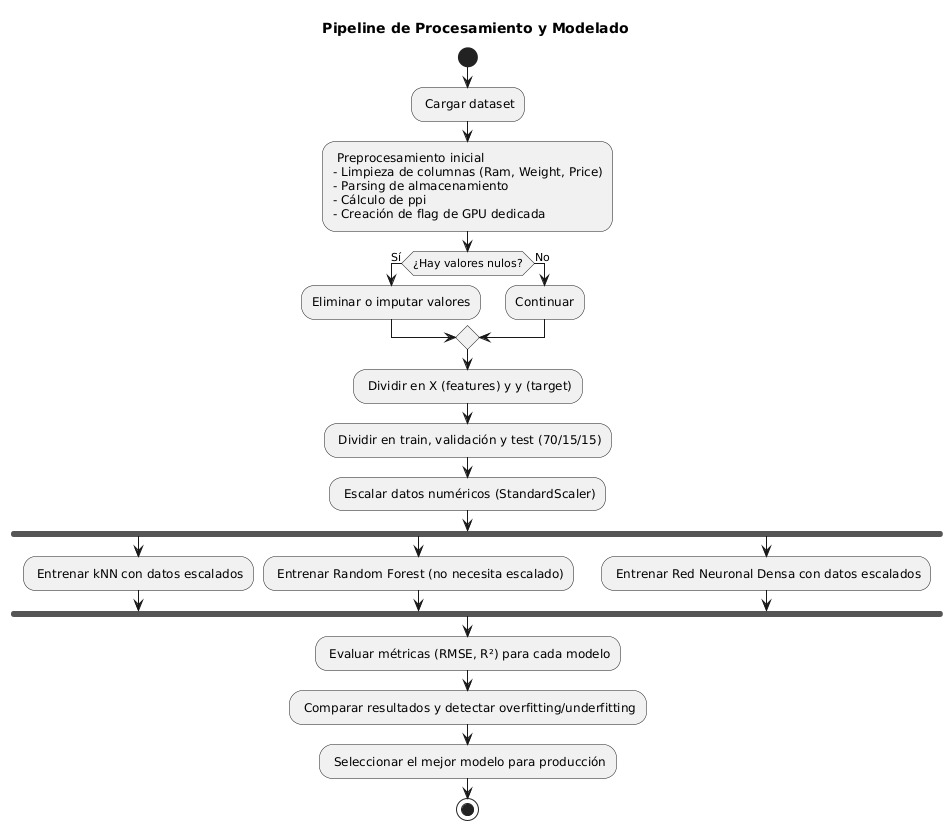 Pipeline de Procesamiento y Modelado
Cargar dataset
Preprocesamiento inicial
- Limpieza de columnas (Ram, Weight, Price)
- Parsing de almacenamiento
- Cálculo de ppi
- Creación de flag de GPU dedicada
Sí
¿Hay valores nulos?
No
Eliminar o imputar valores
Continuar
Dividir en X (features) y y (target)
Dividir en train, validación y test (70/15/15)
Escalar datos numéricos (StandardScaler)
Entrenar kNN con datos escalados
Entrenar Random Forest (no necesita escalado)
Entrenar Red Neuronal Densa con datos escalados
Evaluar métricas (RMSE, R²) para cada modelo
Comparar resultados y detectar overfitting/underfitting
Seleccionar el mejor modelo para producción